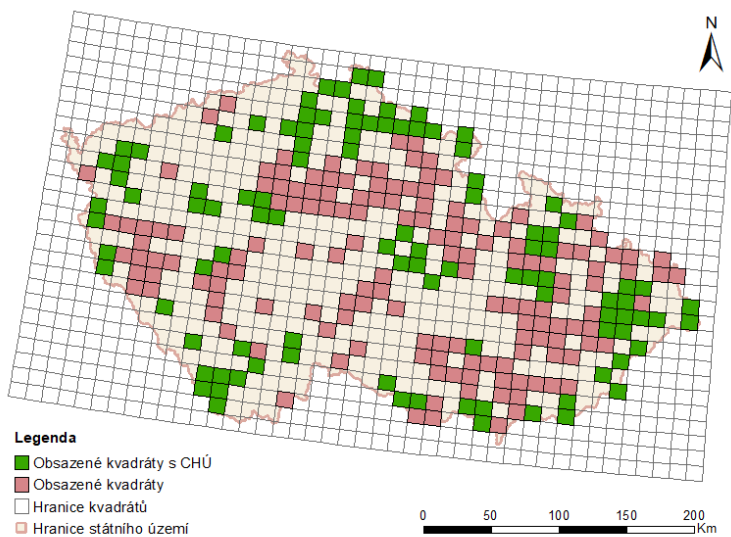 N
Legenda
Obsazené kvadráty s CHÚ
Obsazené kvadráty
Hranice kvadrátů
Hranice státního území
0 50 100 150 200
Km